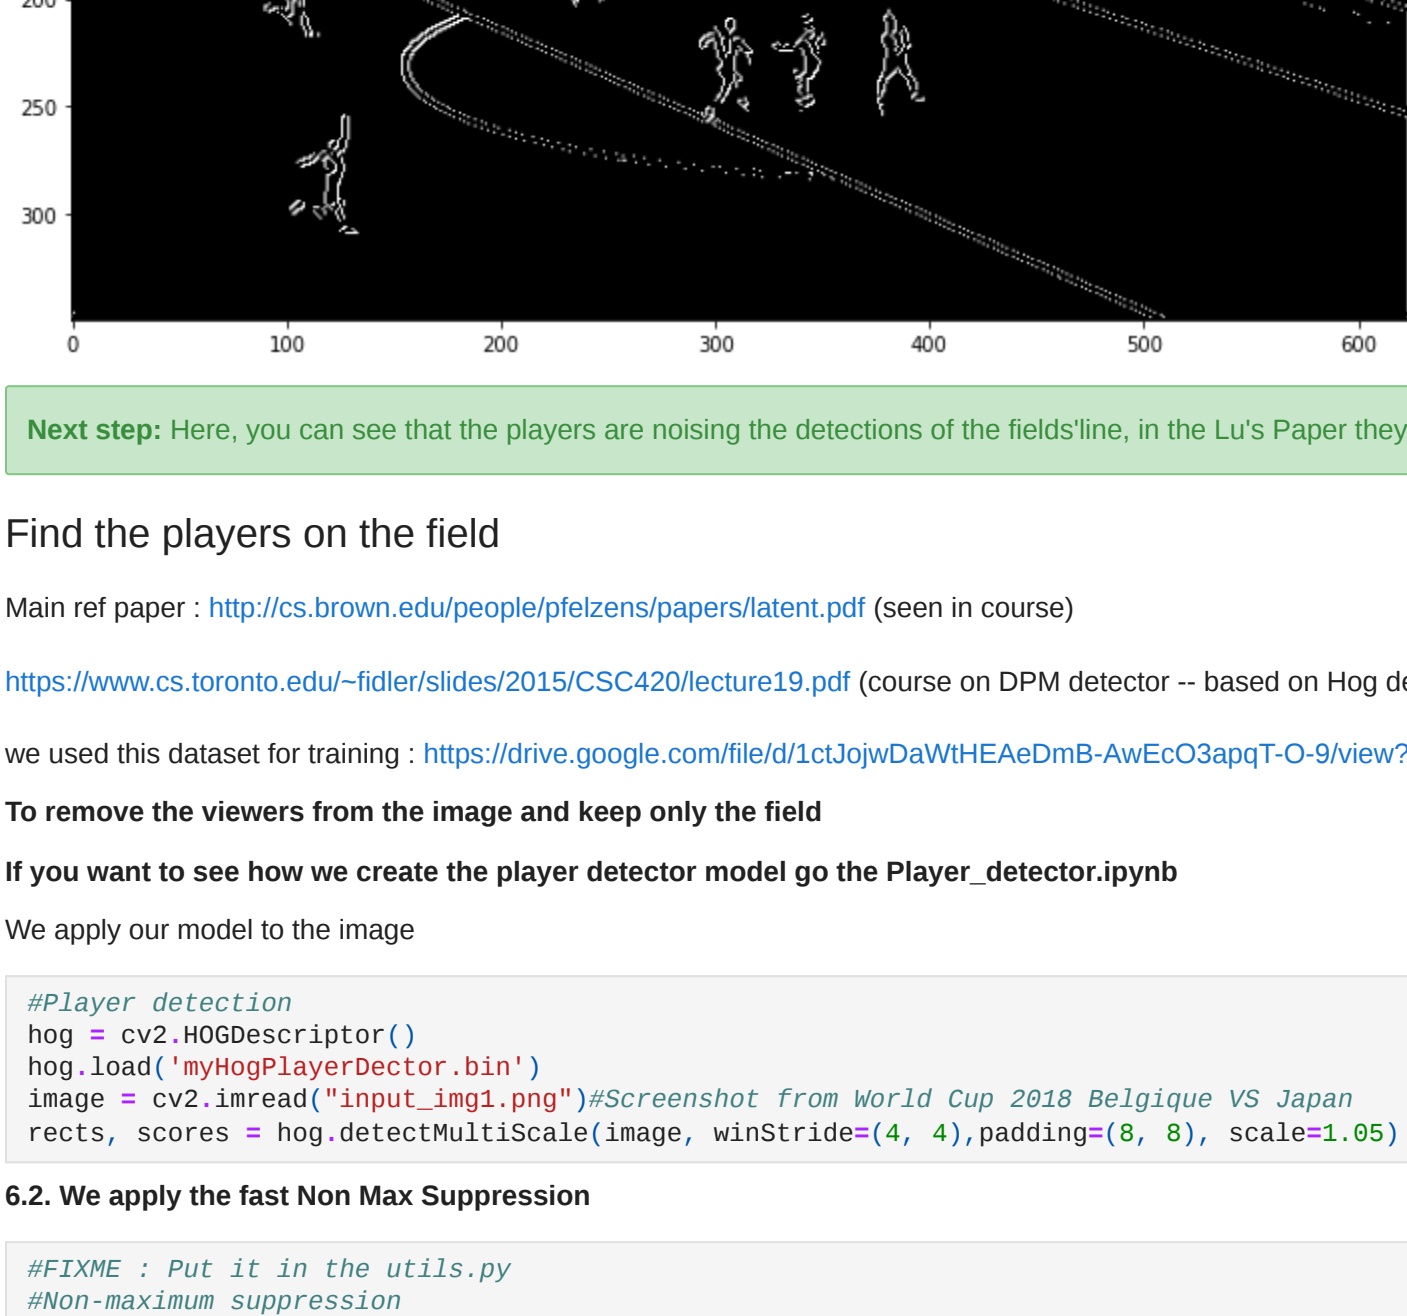 200
250
300
0 100 200 300 400 500 600
Next step: Here, you can see that the players are noising the detections of the fields'line, in the Lu's Paper they
Find the players on the field
Main ref paper : http://cs.brown.edu/people/pfelzens/papers/latent.pdf (seen in course)
https://www.cs.toronto.edu/~fidler/slides/2015/CSC420/lecture19.pdf (course on DPM detector -- based on Hog de
we used this dataset for training : https://drive.google.com/file/d/1ctJojwDaWtHEAeDmB-AwEcO3apqT-O-9/view?
To remove the viewers from the image and keep only the field
If you want to see how we create the player detector model go the Player_detector.ipynb
We apply our model to the image
#Player detection
hog = cv2.HOGDescriptor()
hog.load('myHogPlayerDector.bin')
image = cv2.imread("input_img1.png")#Screenshot from World Cup 2018 Belgique VS Japan
rects, scores = hog.detectMultiScale(image, winStride=(4, 4),padding=(8, 8), scale=1.05)
6.2. We apply the fast Non Max Suppression
#FIXME : Put it in the utils.py
#Non-maximum suppression